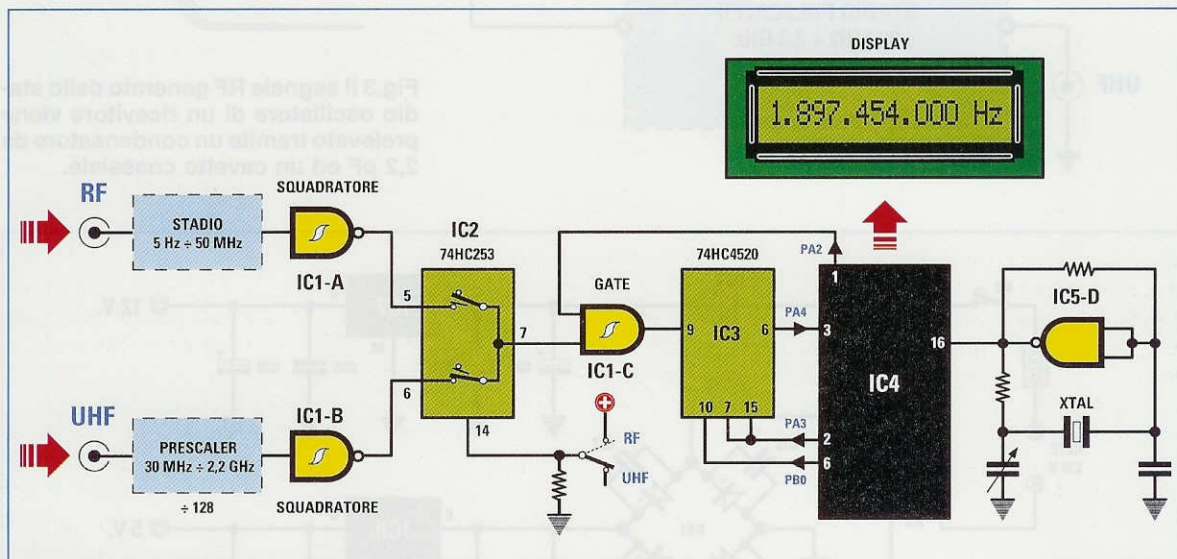 DISPLAY
1.897.454.000 Hz
UHF
Fig.3 il segnale RF generato dallo sta-
dio oscillatore di un ricevitore viene
prelevato tramite un condensatore da
2,2 pF ed un cavetto coassiale.
RF
STADIO
5 Hz ÷ 50 MHz
SQUADRATORE
IC1-A
IC2
74HC253
5
6
7
14
GATE
IC1-C
74HC4520
IC3
9
6
10 7 15
PA2
1
PA4
3
IC4
16
PA3
2
PB0
6
IC5-D
XTAL
12 V.
5 V.
UHF
PRESCALER
30 MHz ÷ 2,2 GHz
÷ 128
IC1-B
SQUADRATORE
RF
UHF